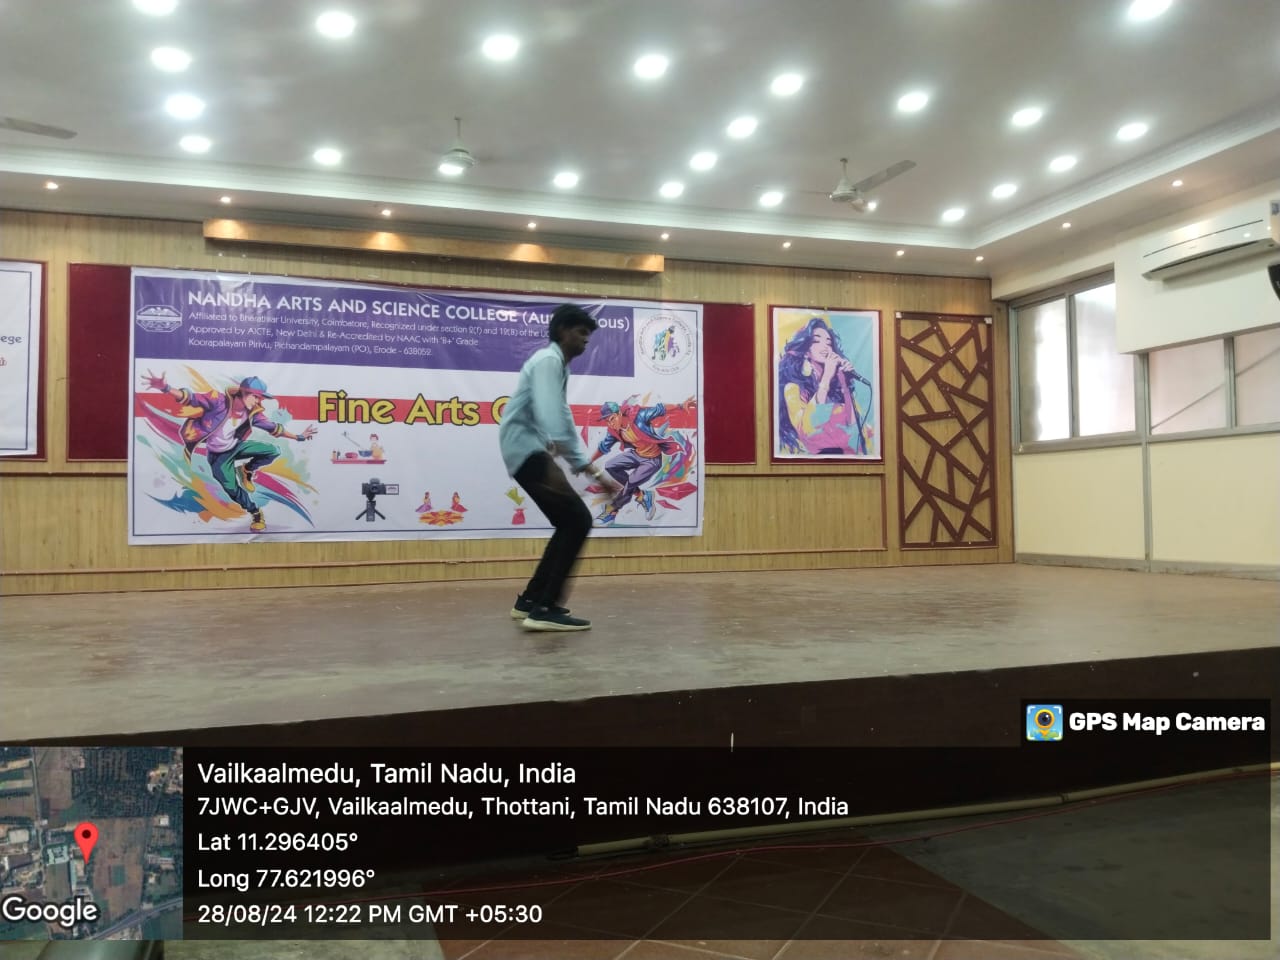 NANDHA ARTS AND SCIENCE COLLEGE (Au ous)
Affiliated to Bharathiar University, Coimbatore, Recognized under section 2(f) and 12(B) of the UG
Approved by AICTE, New Delhi & Re-Accredited by NAAC with 'B+' Grade
Koorapalayam Pirivu, Pichandampalayam (PO), Erode - 638052.
Fine Arts C
ege
GPS Map Camera
Vailkaalmedu, Tamil Nadu, India
7JWC+GJV, Vailkaalmedu, Thottani, Tamil Nadu 638107, India
Lat 11.296405°
Long 77.621996°
28/08/24 12:22 PM GMT +05:30
Google